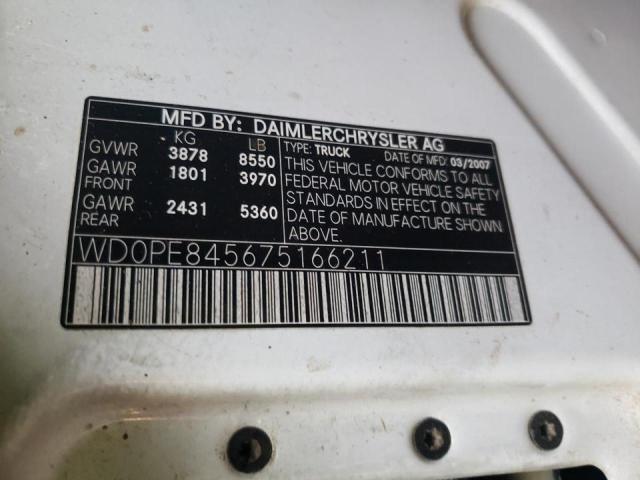 MFD BY: DAIMLERCHRYSLER AG
KG LB
GVWR 3878 8550
GAWR FRONT 1801 3970
GAWR REAR 2431 5360
TYPE: TRUCK DATE OF MFD: 03/2007
THIS VEHICLE CONFORMS TO ALL
FEDERAL MOTOR VEHICLE SAFETY
STANDARDS IN EFFECT ON THE
DATE OF MANUFACTURE SHOWN
ABOVE.
WD0PE845675166211